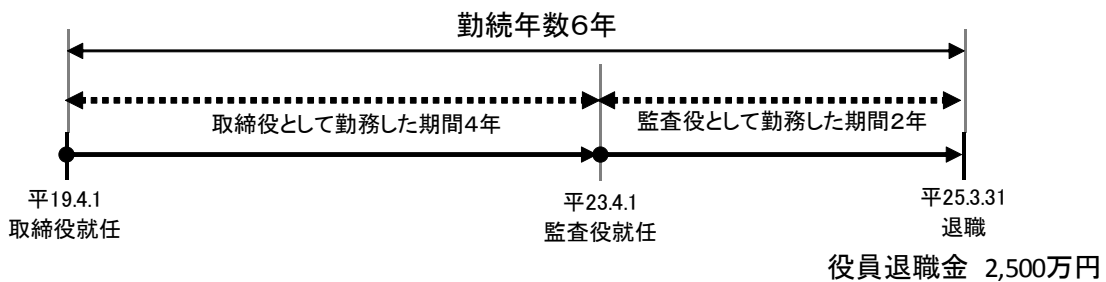 勤続年数6年
取締役として勤務した期間4年
監査役として勤務した期間2年
平19.4.1
取締役就任
平23.4.1
監査役就任
平25.3.31
退職
役員退職金 2,500万円